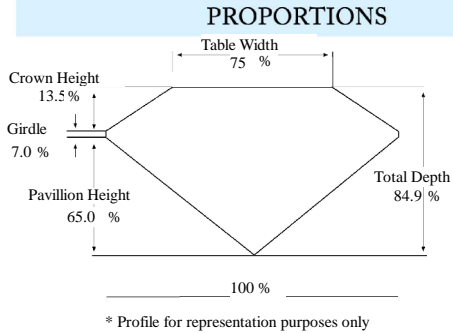 PROPORTIONS
Table Width
75 %
Crown Height
13.5 %
Girdle
7.0 %
Pavillion Height
65.0 %
Total Depth
84.9 %
100 %
* Profile for representation purposes only